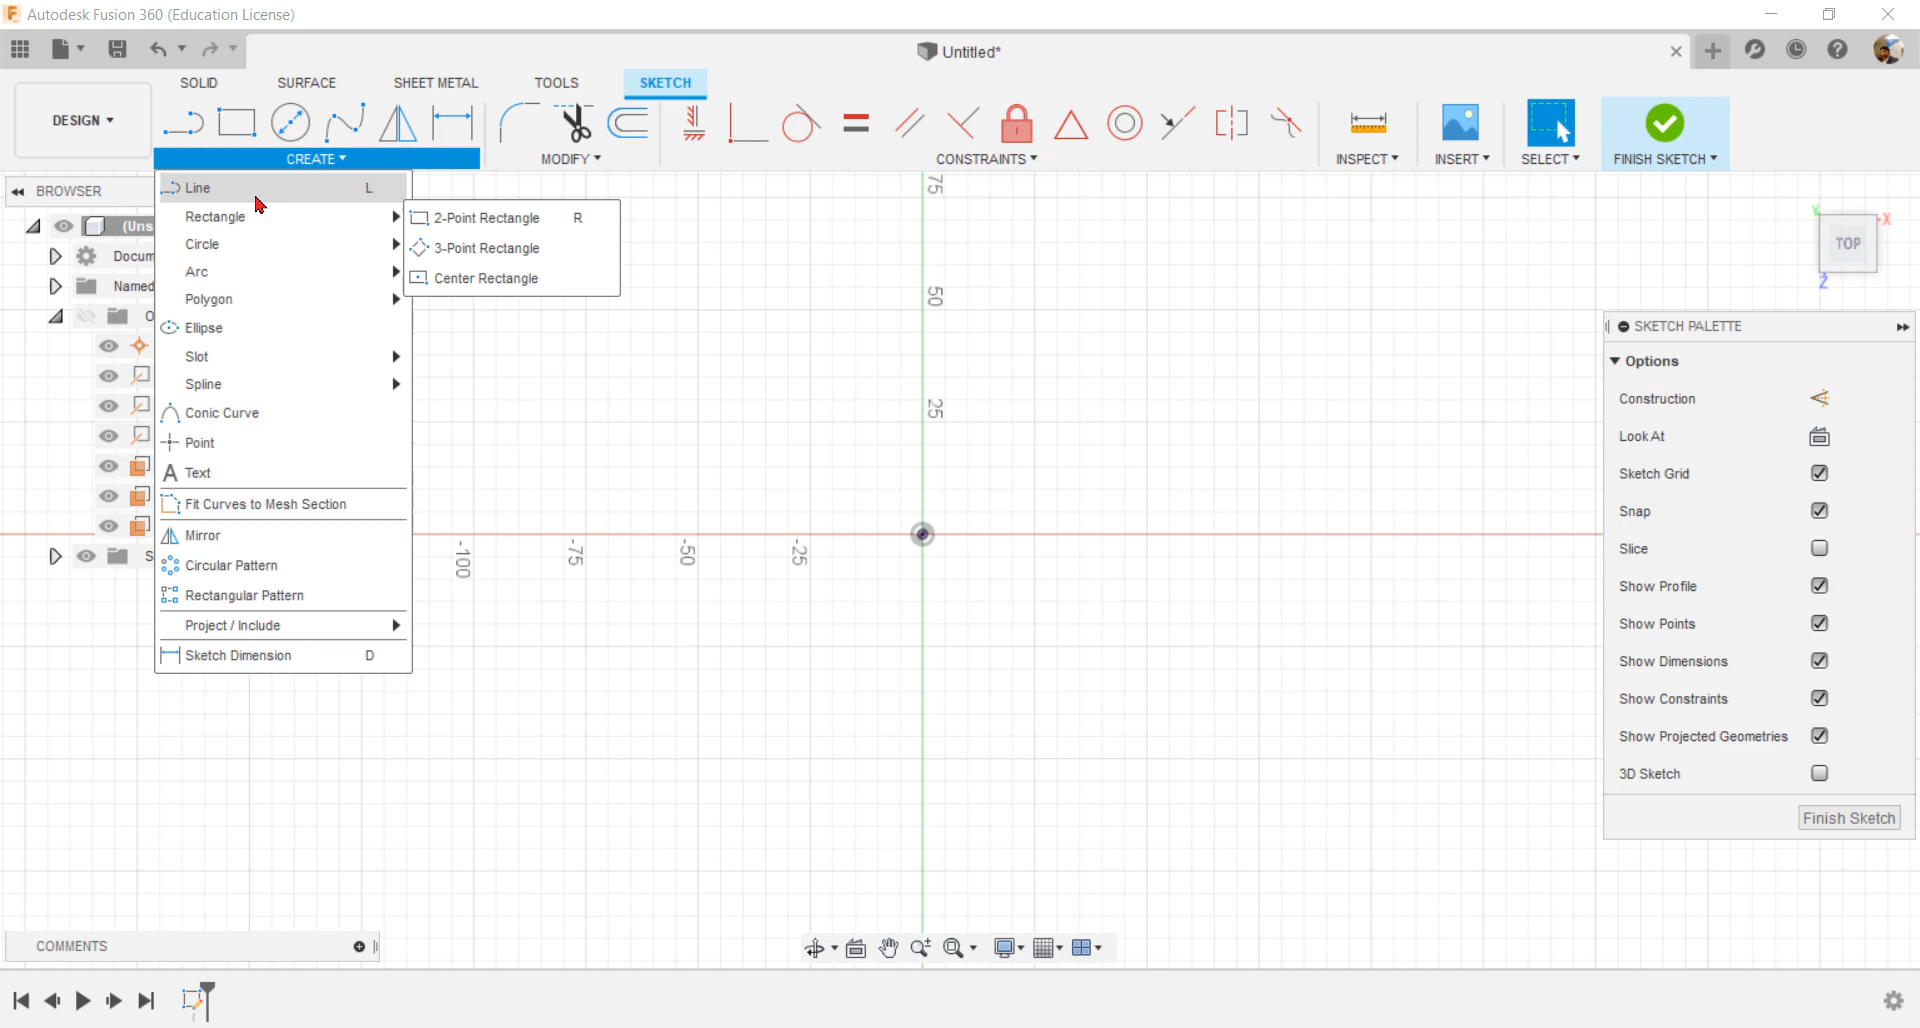 Autodesk Fusion 360 (Education License)
Untitled*
SOLID
SURFACE
SHEET METAL
TOOLS
SKETCH
DESIGN
CREATE
MODIFY
CONSTRAINTS
INSPECT
INSERT
SELECT
FINISH SKETCH
BROWSER
(Uns
Docum
Named
O
S
Line L
Rectangle
Circle
Arc
Polygon
Ellipse
Slot
Spline
Conic Curve
Point
A Text
Fit Curves to Mesh Section
Mirror
Circular Pattern
Rectangular Pattern
Project / Include
Sketch Dimension D
2-Point Rectangle R
3-Point Rectangle
Center Rectangle
75
50
25
-100
-75
-50
-25
Y
X
TOP
Z
SKETCH PALETTE
Options
Construction
Look At
Sketch Grid
Snap
Slice
Show Profile
Show Points
Show Dimensions
Show Constraints
Show Projected Geometries
3D Sketch
Finish Sketch
COMMENTS